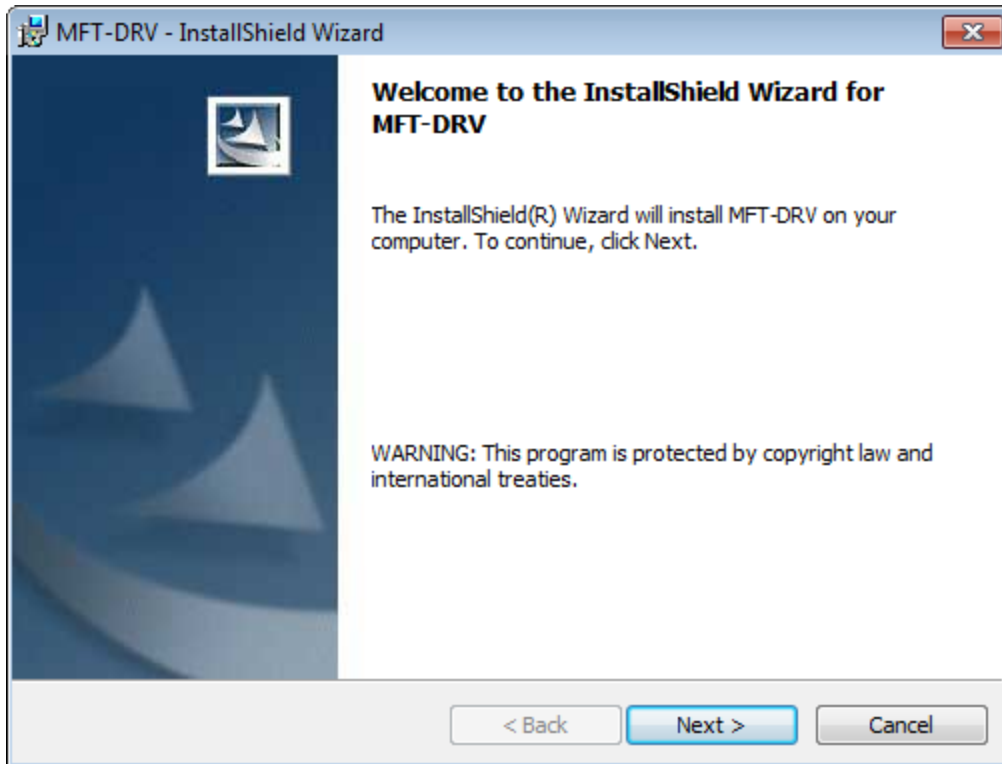 MFT-DRV - InstallShield Wizard
Welcome to the InstallShield Wizard for
MFT-DRV
The InstallShield(R) Wizard will install MFT-DRV on your
computer. To continue, click Next.
WARNING: This program is protected by copyright law and
international treaties.
< Back Next > Cancel